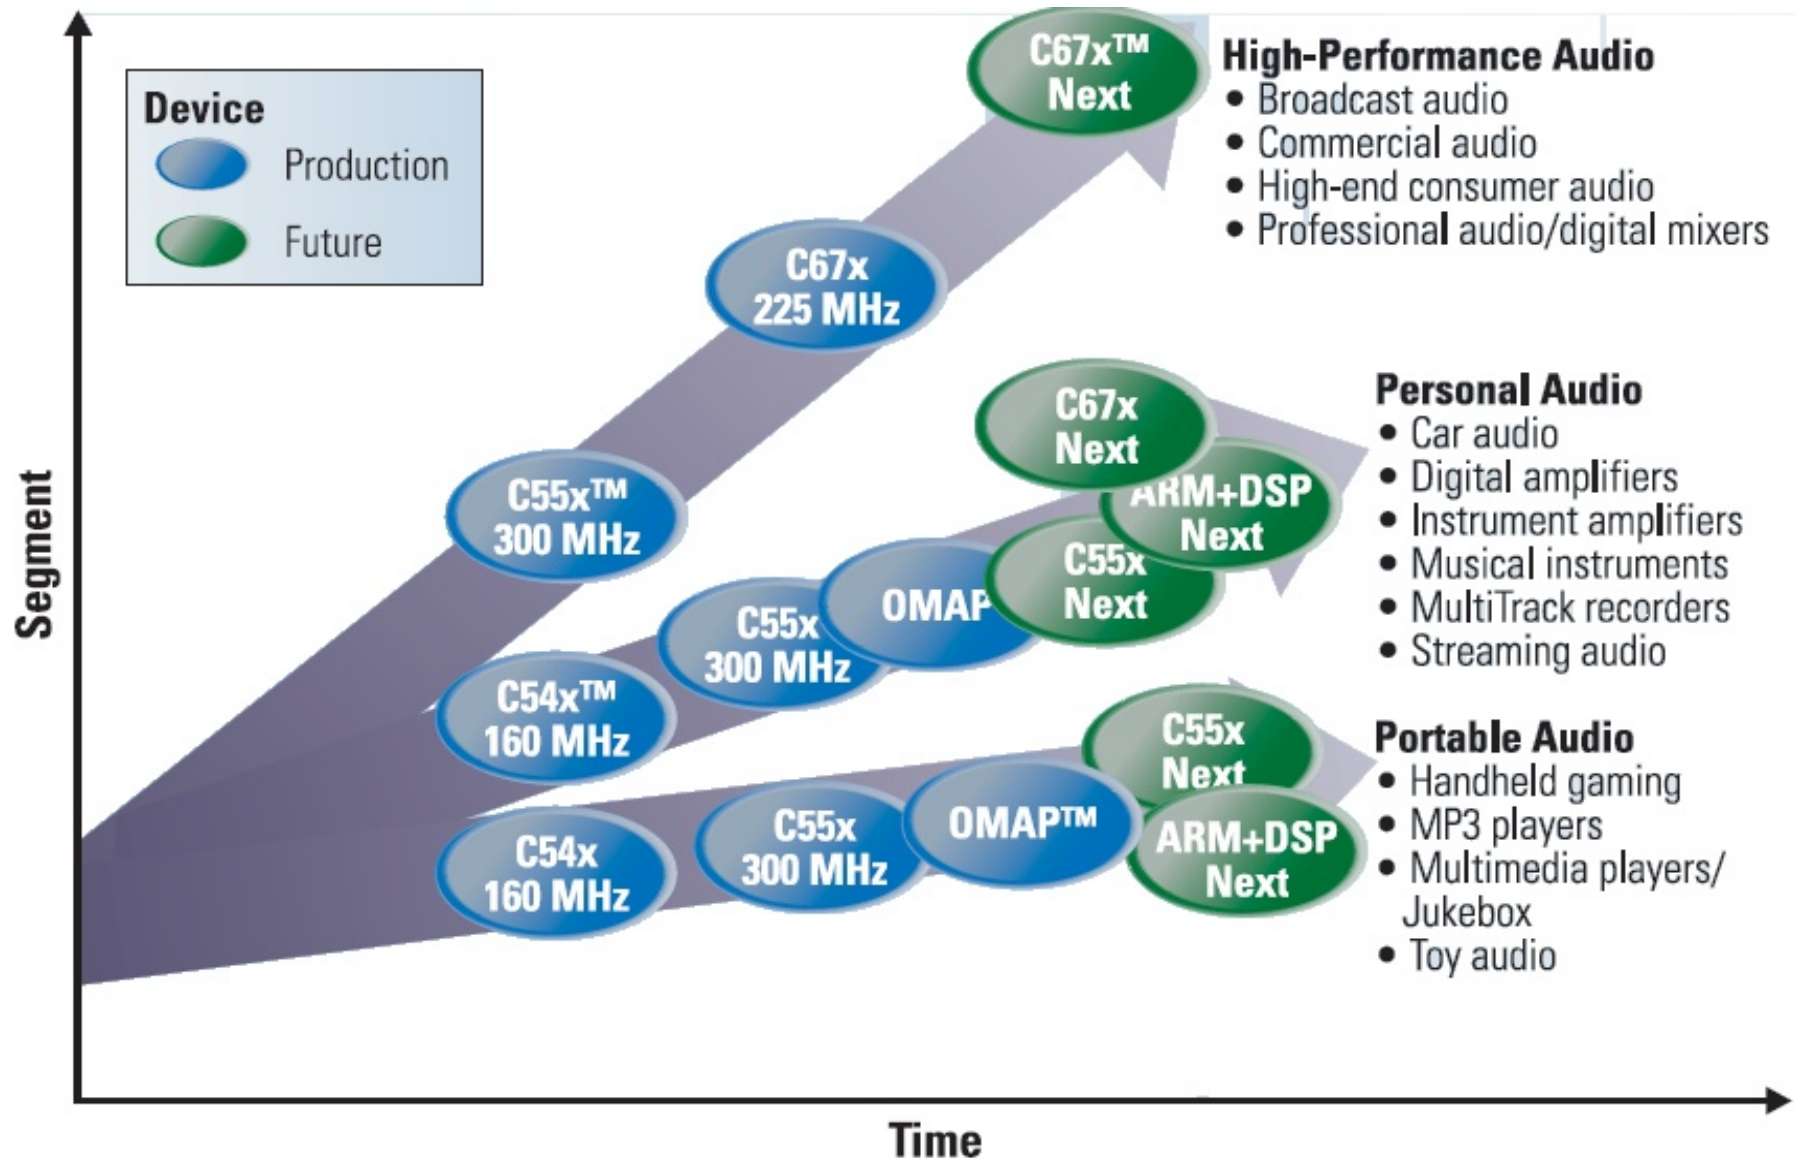 Device
Production
Future
C67x™
Next
High-Performance Audio
• Broadcast audio
• Commercial audio
• High-end consumer audio
• Professional audio/digital mixers
C67x
225 MHz
C55x™
300 MHz
C67x
Next
ARM+DSP
Next
C55x
Next
OMAP
C55x
300 MHz
C54x™
160 MHz
Personal Audio
• Car audio
• Digital amplifiers
• Instrument amplifiers
• Musical instruments
• MultiTrack recorders
• Streaming audio
C55x
Next
OMAP™
ARM+DSP
Next
C55x
300 MHz
C54x
160 MHz
Portable Audio
• Handheld gaming
• MP3 players
• Multimedia players/
Jukebox
• Toy audio
Segment
Time